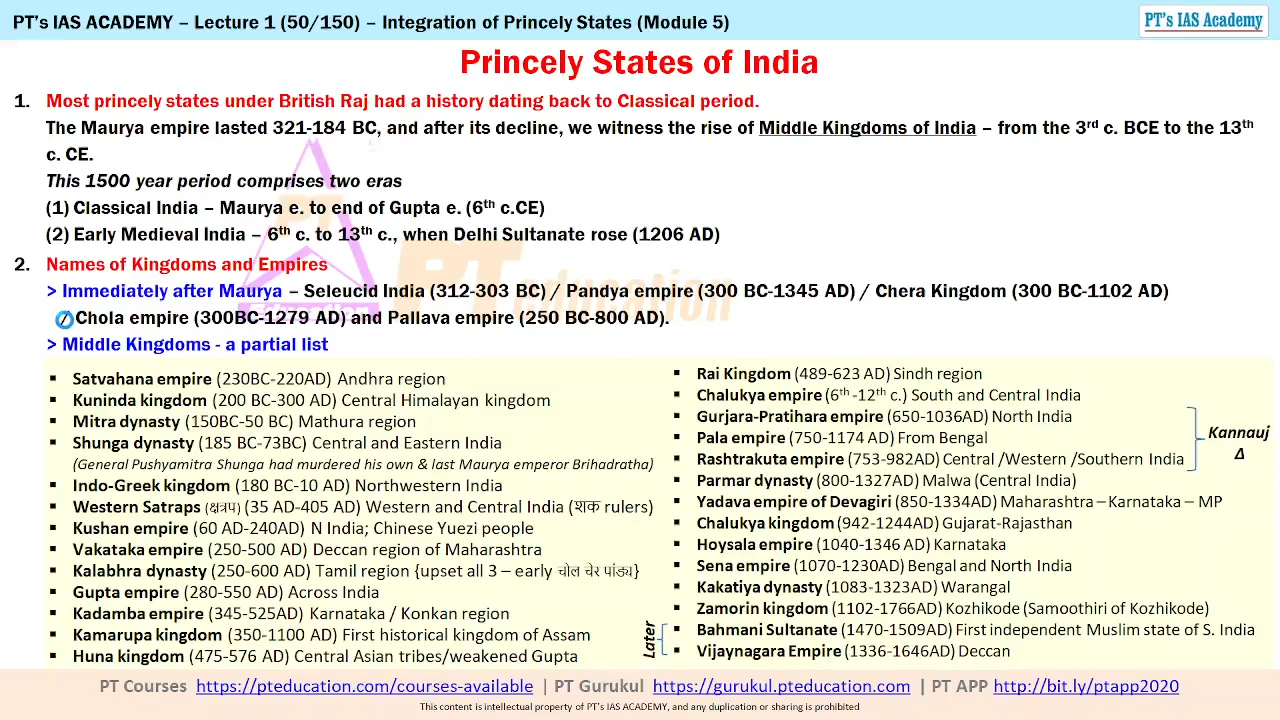 PT's IAS ACADEMY – Lecture 1 (50/150) – Integration of Princely States (Module 5)
PT's IAS Academy
Princely States of India
1. Most princely states under British Raj had a history dating back to Classical period.
The Maurya empire lasted 321-184 BC, and after its decline, we witness the rise of Middle Kingdoms of India – from the 3rd c. BCE to the 13th
c. CE.
This 1500 year period comprises two eras
(1) Classical India – Maurya e. to end of Gupta e. (6th c.CE)
(2) Early Medieval India – 6th c. to 13th c., when Delhi Sultanate rose (1206 AD)
2. Names of Kingdoms and Empires
> Immediately after Maurya – Seleucid India (312-303 BC) / Pandya empire (300 BC-1345 AD) / Chera Kingdom (300 BC-1102 AD)
/ Chola empire (300BC-1279 AD) and Pallava empire (250 BC-800 AD).
> Middle Kingdoms - a partial list
▪ Satvahana empire (230BC-220AD) Andhra region
▪ Kuninda kingdom (200 BC-300 AD) Central Himalayan kingdom
▪ Mitra dynasty (150BC-50 BC) Mathura region
▪ Shunga dynasty (185 BC-73BC) Central and Eastern India
(General Pushyamitra Shunga had murdered his own & last Maurya emperor Brihadratha)
▪ Indo-Greek kingdom (180 BC-10 AD) Northwestern India
▪ Western Satraps (क्षत्रप) (35 AD-405 AD) Western and Central India (शक rulers)
▪ Kushan empire (60 AD-240AD) N India; Chinese Yuezi people
▪ Vakataka empire (250-500 AD) Deccan region of Maharashtra
▪ Kalabhra dynasty (250-600 AD) Tamil region {upset all 3 – early चोल चेर पांड्य}
▪ Gupta empire (280-550 AD) Across India
▪ Kadamba empire (345-525AD) Karnataka / Konkan region
▪ Kamarupa kingdom (350-1100 AD) First historical kingdom of Assam
▪ Huna kingdom (475-576 AD) Central Asian tribes/weakened Gupta
▪ Rai Kingdom (489-623 AD) Sindh region
▪ Chalukya empire (6th -12th c.) South and Central India
▪ Gurjara-Pratihara empire (650-1036AD) North India
▪ Pala empire (750-1174 AD) From Bengal
▪ Rashtrakuta empire (753-982AD) Central /Western /Southern India
Kannauj
Δ
▪ Parmar dynasty (800-1327AD) Malwa (Central India)
▪ Yadava empire of Devagiri (850-1334AD) Maharashtra – Karnataka – MP
▪ Chalukya kingdom (942-1244AD) Gujarat-Rajasthan
▪ Hoysala empire (1040-1346 AD) Karnataka
▪ Sena empire (1070-1230AD) Bengal and North India
▪ Kakatiya dynasty (1083-1323AD) Warangal
▪ Zamorin kingdom (1102-1766AD) Kozhikode (Samoothiri of Kozhikode)
Later
▪ Bahmani Sultanate (1470-1509AD) First independent Muslim state of S. India
▪ Vijaynagara Empire (1336-1646AD) Deccan
PT education
PT Courses https://pteducation.com/courses-available | PT Gurukul https://gurukul.pteducation.com | PT APP http://bit.ly/ptapp2020
This content is intellectual property of PT's IAS ACADEMY, and any duplication or sharing is prohibited